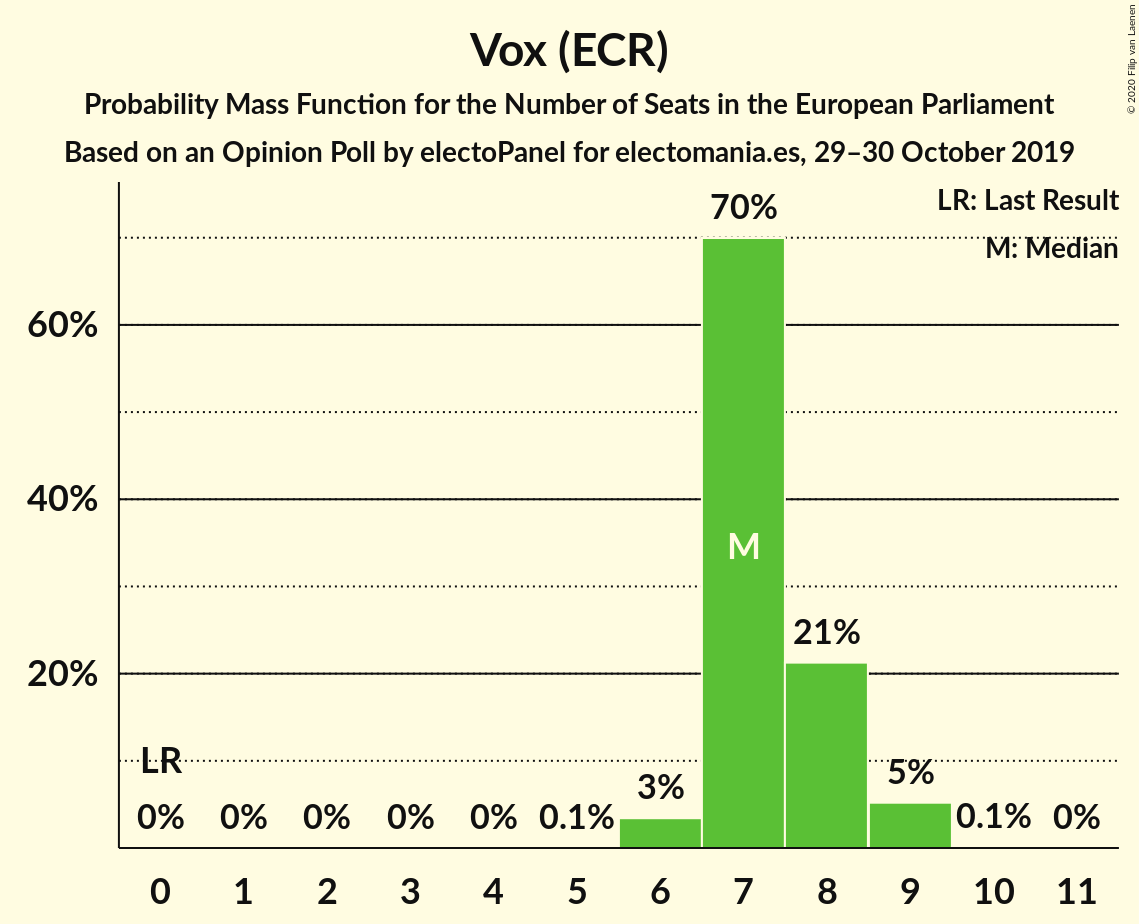 Vox (ECR)
Probability Mass Function for the Number of Seats in the European Parliament
Based on an Opinion Poll by electoPanel for electomania.es, 29–30 October 2019
© 2020 Filip van Laenen
LR: Last Result
M: Median
70%
60%
40%
M
21%
20%
LR
0% 0% 0% 0% 0% 0.1% 3% 5% 0.1% 0%
0 1 2 3 4 5 6 7 8 9 10 11